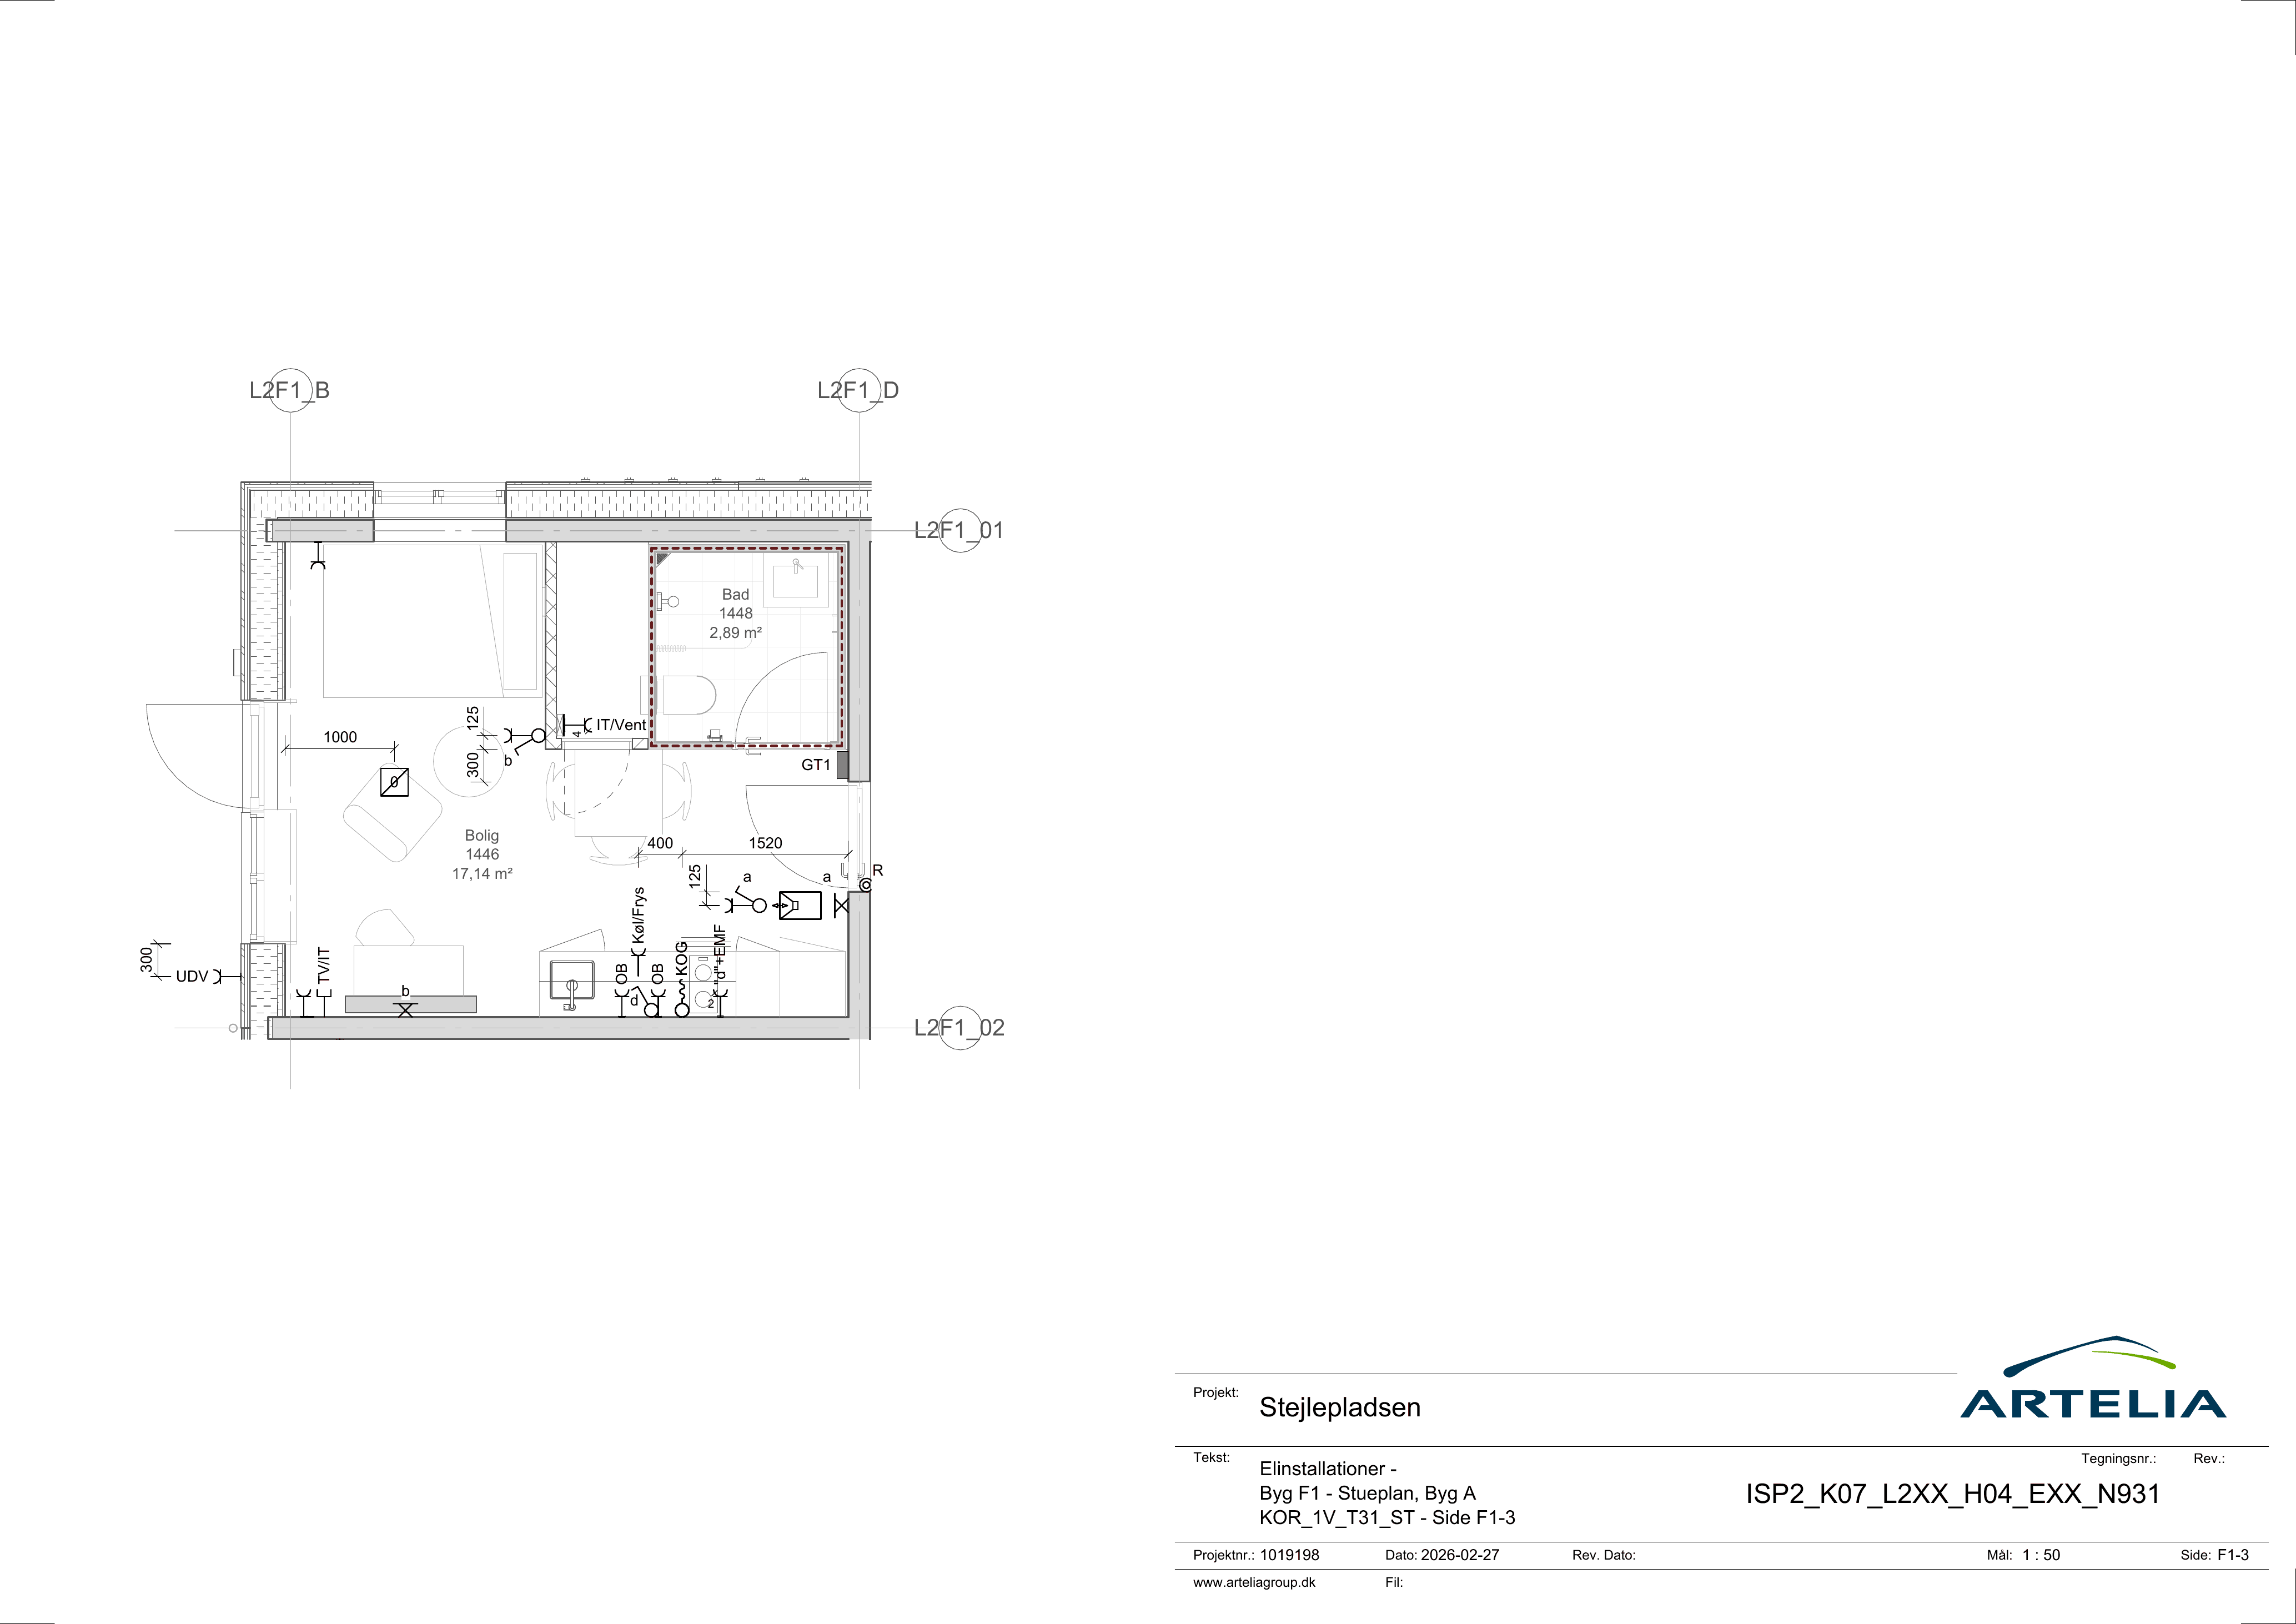 L2F1_B
L2F1_D
L2F1_01
Bad
1448
2,89 m²
125
IT/Vent
4
1000
b
300
GT1
0
Bolig
1446
17,14 m²
400
1520
R
125
a
a
Køl/Frys
KOG
"d"+EMF
300
UDV
TV/IT
b
OB
d
OB
2
L2F1_02
ARTELIA
Projekt:
Stejlepladsen
Tekst:
Elinstallationer -
Byg F1 - Stueplan, Byg A
KOR_1V_T31_ST - Side F1-3
Tegningsnr.:
Rev.:
ISP2_K07_L2XX_H04_EXX_N931
Projektnr.: 1019198
Dato: 2026-02-27
Rev. Dato:
Mål: 1 : 50
Side: F1-3
www.arteliagroup.dk
Fil: